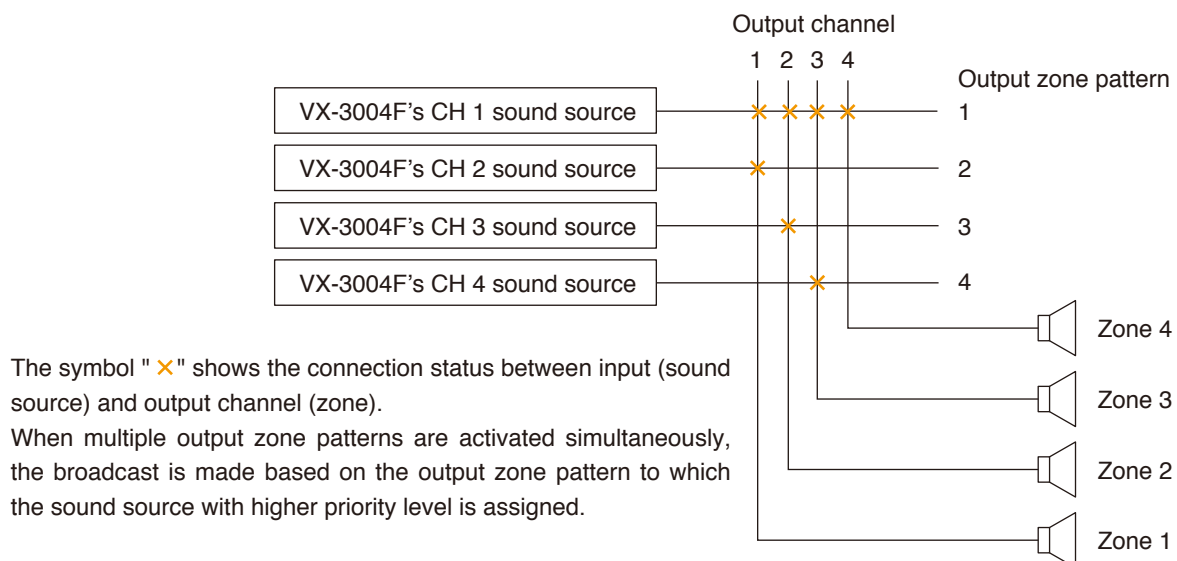 Output channel
1 2 3 4
Output zone pattern
VX-3004F's CH 1 sound source
1
VX-3004F's CH 2 sound source
2
VX-3004F's CH 3 sound source
3
VX-3004F's CH 4 sound source
4
Zone 4
The symbol " × " shows the connection status between input (sound
source) and output channel (zone).
Zone 3
When multiple output zone patterns are activated simultaneously,
the broadcast is made based on the output zone pattern to which
Zone 2
the sound source with higher priority level is assigned.
Zone 1